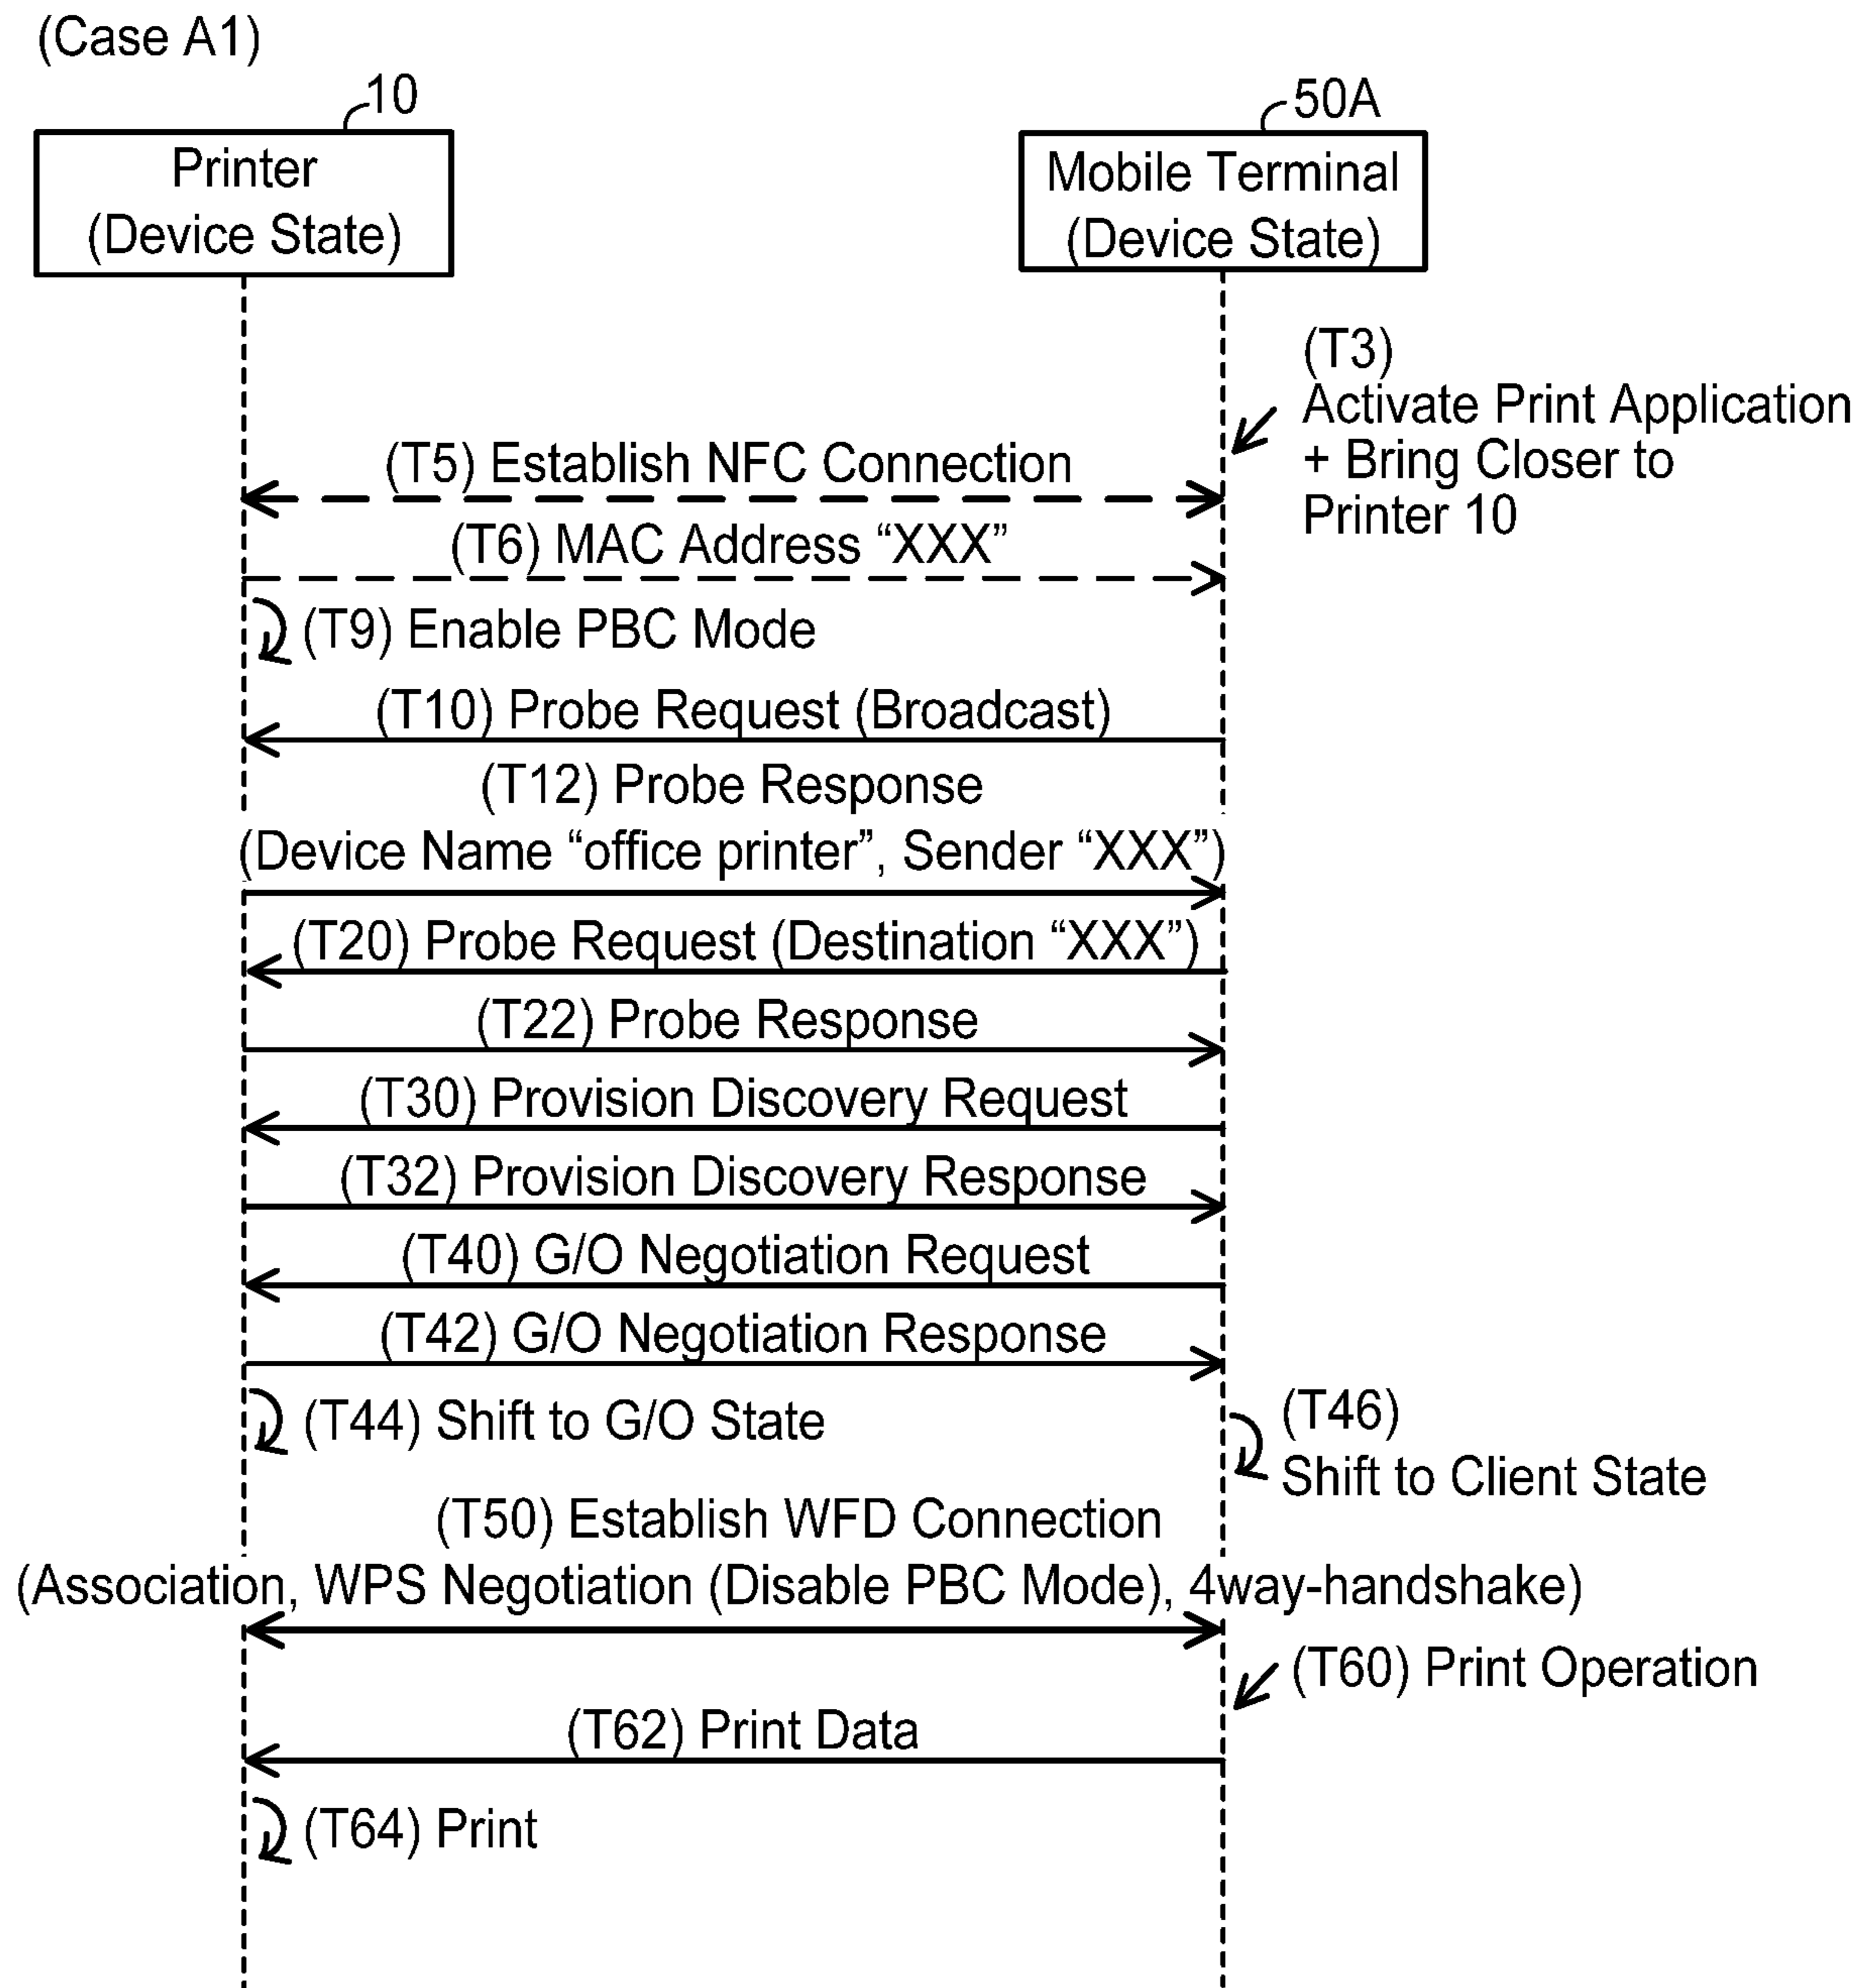 (Case A1)
10
50A
Printer
(Device State)
Mobile Terminal
(Device State)
(T3)
Activate Print Application
+ Bring Closer to
Printer 10
(T5) Establish NFC Connection
(T6) MAC Address “XXX”
(T9) Enable PBC Mode
(T10) Probe Request (Broadcast)
(T12) Probe Response
(Device Name “office printer”, Sender “XXX”)
(T20) Probe Request (Destination “XXX”)
(T22) Probe Response
(T30) Provision Discovery Request
(T32) Provision Discovery Response
(T40) G/O Negotiation Request
(T42) G/O Negotiation Response
(T44) Shift to G/O State
(T46)
Shift to Client State
(T50) Establish WFD Connection
(Association, WPS Negotiation (Disable PBC Mode), 4way-handshake)
(T60) Print Operation
(T62) Print Data
(T64) Print